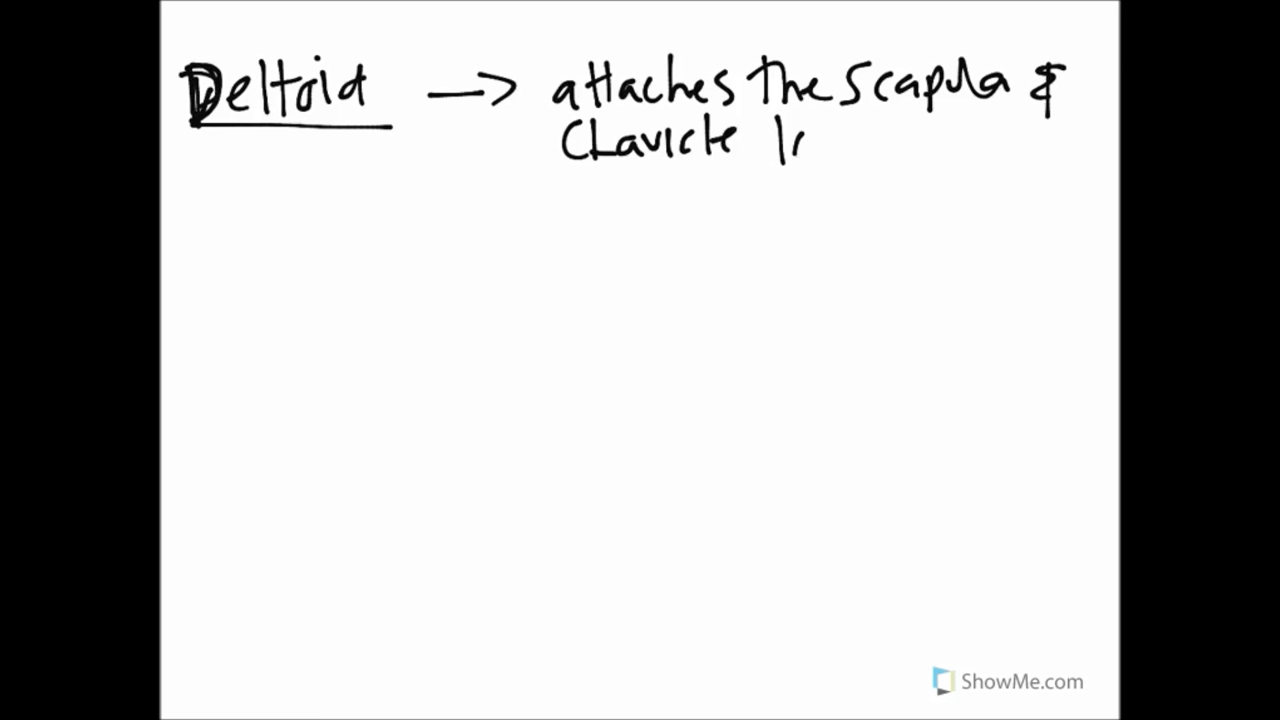 Deltoid → attaches the scapula &
Clavicle
ShowMe.com